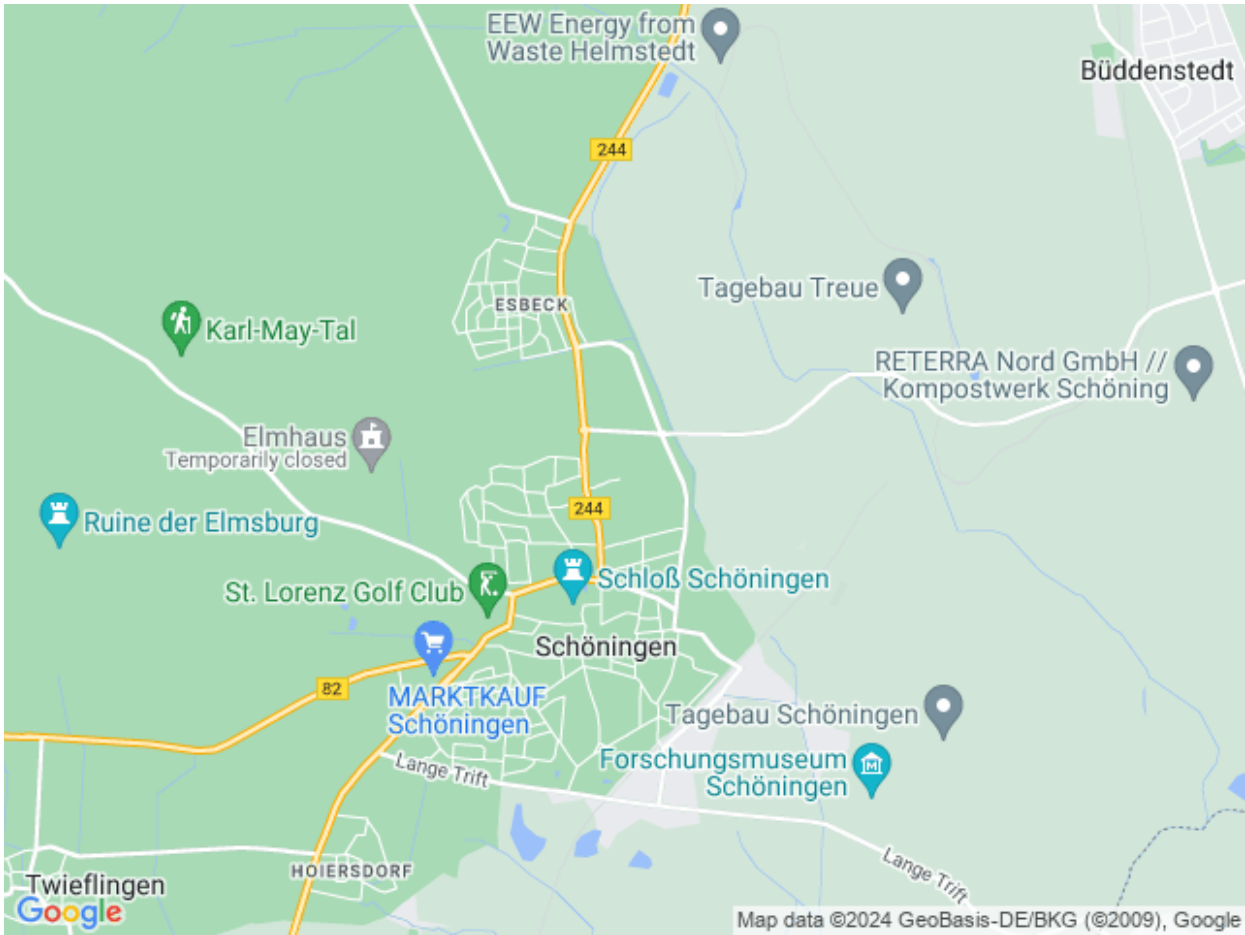 EEW Energy from
Waste Helmstedt
Büddenstedt
244
Tagebau Treue
ESBECK
Karl-May-Tal
RETERRA Nord GmbH //
Kompostwerk Schöning
Elmhaus
Temporarily closed
244
Ruine der Elmsburg
Schloß Schöningen
St. Lorenz Golf Club
Schöningen
82
MARKTKAUF
Schöningen
Tagebau Schöningen
Forschungsmuseum
Schöningen
Lange Trift
Lange Trift
HOIERSDORF
Twieflingen
Google
Map data ©2024 GeoBasis-DE/BKG (©2009), Google